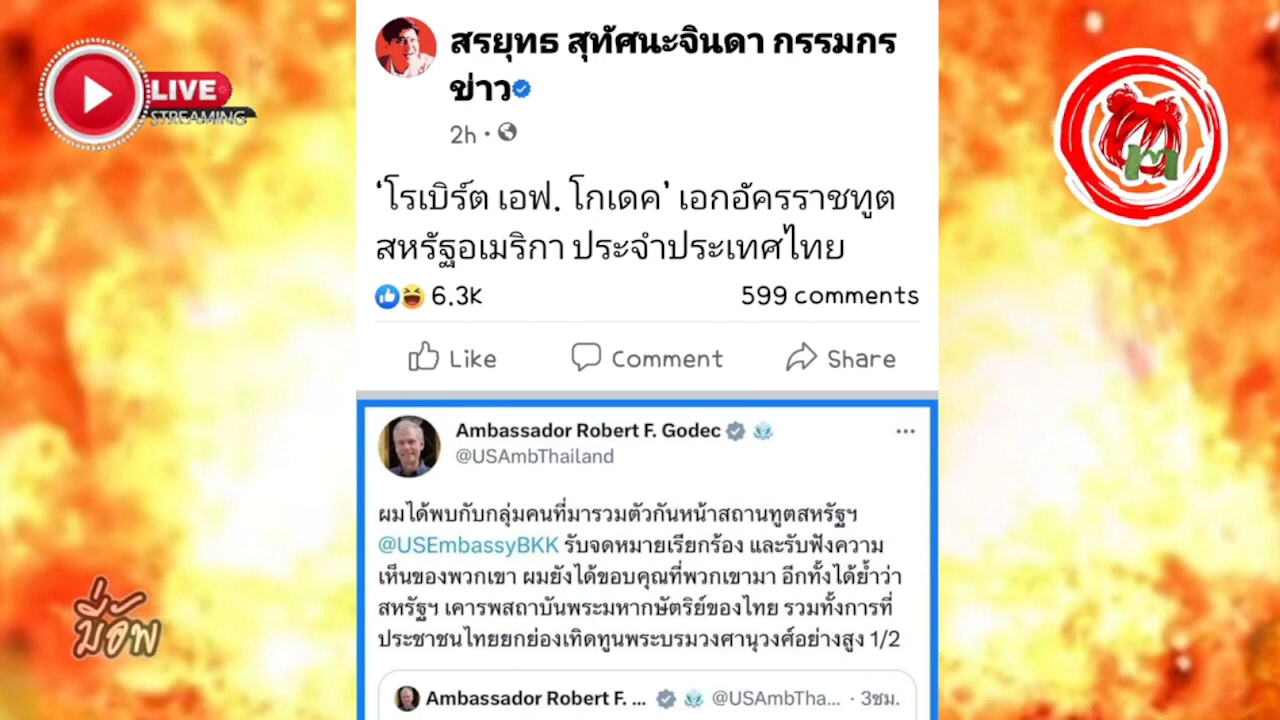 LIVE
STREAMING
สรยุทธ สุทัศนะจินดา กรรมกร
ข่าว
2h
‘โรเบิร์ต เอฟ. โกเดค’ เอกอัครราชทูต
สหรัฐอเมริกา ประจำประเทศไทย
6.3K 599 comments
Like Comment Share
Ambassador Robert F. Godec
@USAmbThailand
ผมได้พบกับกลุ่มคนที่มารวมตัวกันหน้าสถานทูตสหรัฐฯ
@USEmbassyBKK รับจดหมายเรียกร้อง และรับฟังความ
เห็นของพวกเขา ผมยังได้ขอบคุณที่พวกเขามา อีกทั้งได้ย้ำว่า
สหรัฐฯ เคารพสถาบันพระมหากษัตริย์ของไทย รวมทั้งการที่
ประชาชนไทยยกย่องเทิดทูนพระบรมวงศานุวงศ์อย่างสูง 1/2
Ambassador Robert F. ... @USAmbTha... · 3ชม.